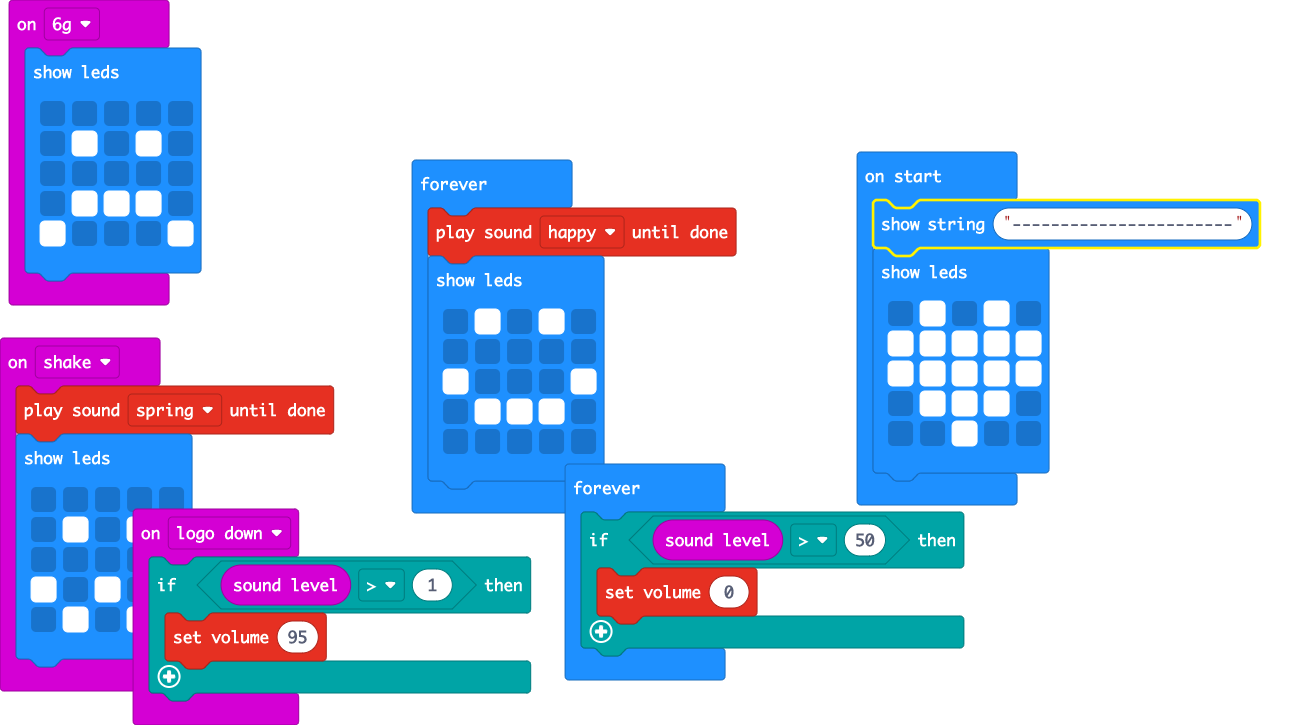 on 6g
show leds
on shake
play sound spring until done
show leds
on logo down
if sound level > 1 then
set volume 95
forever
play sound happy until done
show leds
forever
if sound level > 50 then
set volume 0
on start
show string "-----------------------"
show leds